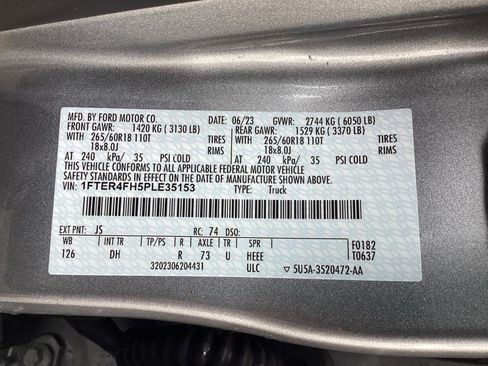 MFD. BY FORD MOTOR CO. DATE: 06/23 GVWR: 2744 KG ( 6050 LB)
FRONT GAWR: 1420 KG ( 3130 LB) REAR GAWR: 1529 KG ( 3370 LB)
WITH 265/60R18 110T TIRES WITH 265/60R18 110T TIRES
18x8.0J RIMS 18x8.0J RIMS
AT 240 kPa/ 35 PSI COLD AT 240 kPa/ 35 PSI COLD
THIS VEHICLE CONFORMS TO ALL APPLICABLE FEDERAL MOTOR VEHICLE
SAFETY STANDARDS IN EFFECT ON THE DATE OF MANUFACTURE SHOWN ABOVE.
VIN: 1FTER4FH5PLE35153 TYPE: Truck
EXT PNT: JS RC: 74 DSO:
WB INT TR TP/PS R AXLE TR SPR F0182
126 DH R 73 U HEEE T0637
3202306204431 ULC 5U5A-3520472-AA